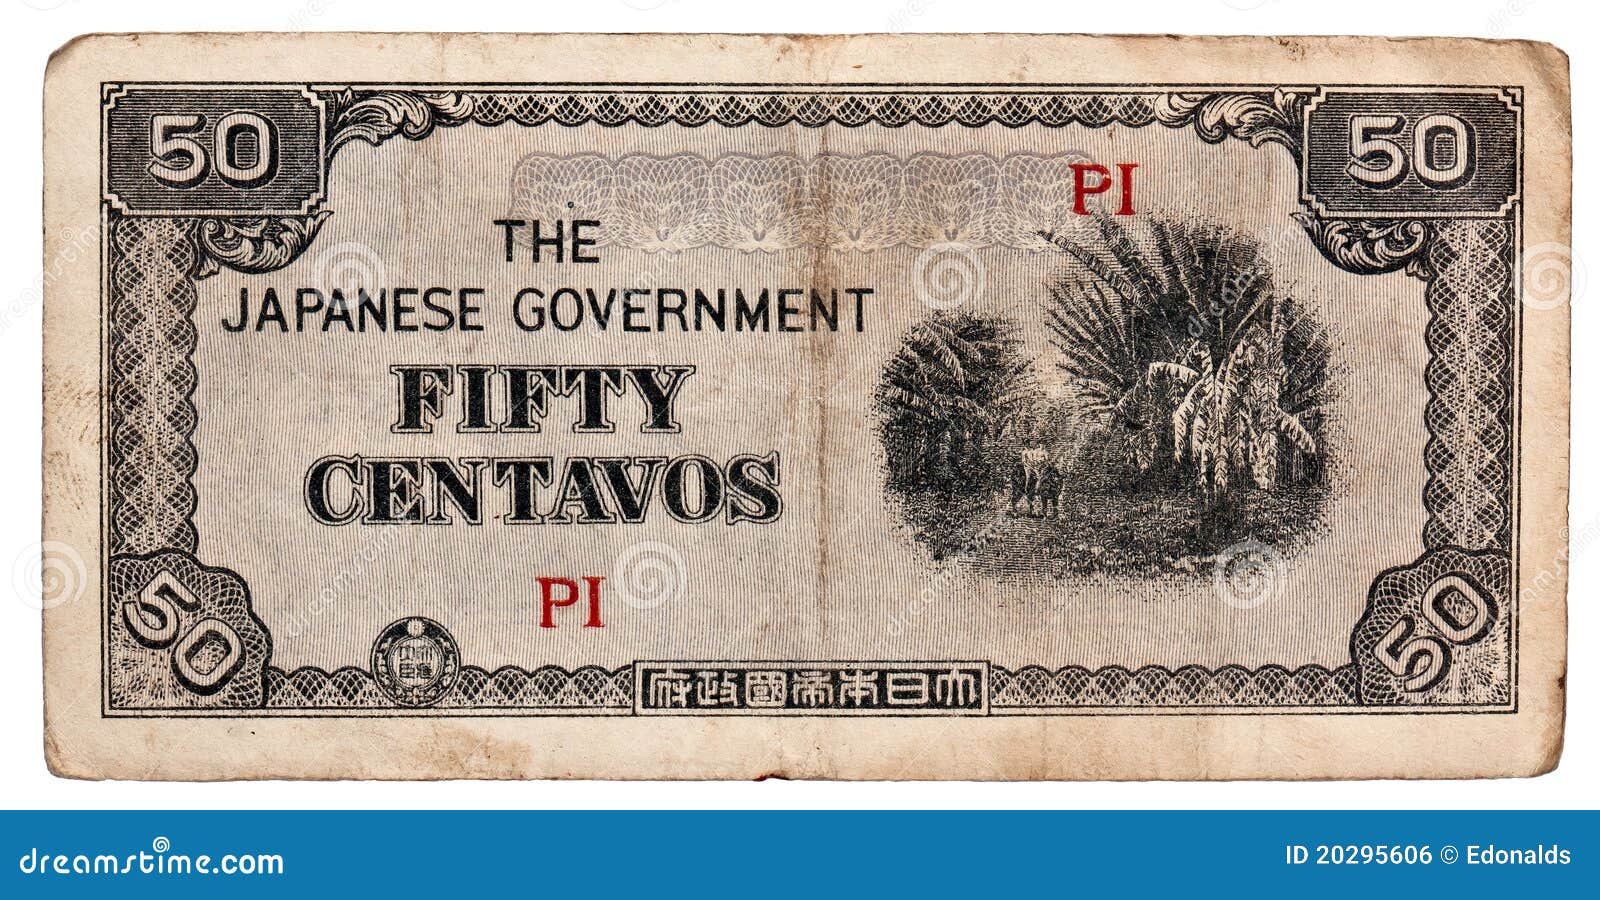 50
50
PI
THE
JAPANESE GOVERNMENT
FIFTY
CENTAVOS
PI
50
50
府政國帝本日大
dreamstime.com
ID 20295606 © Edonalds